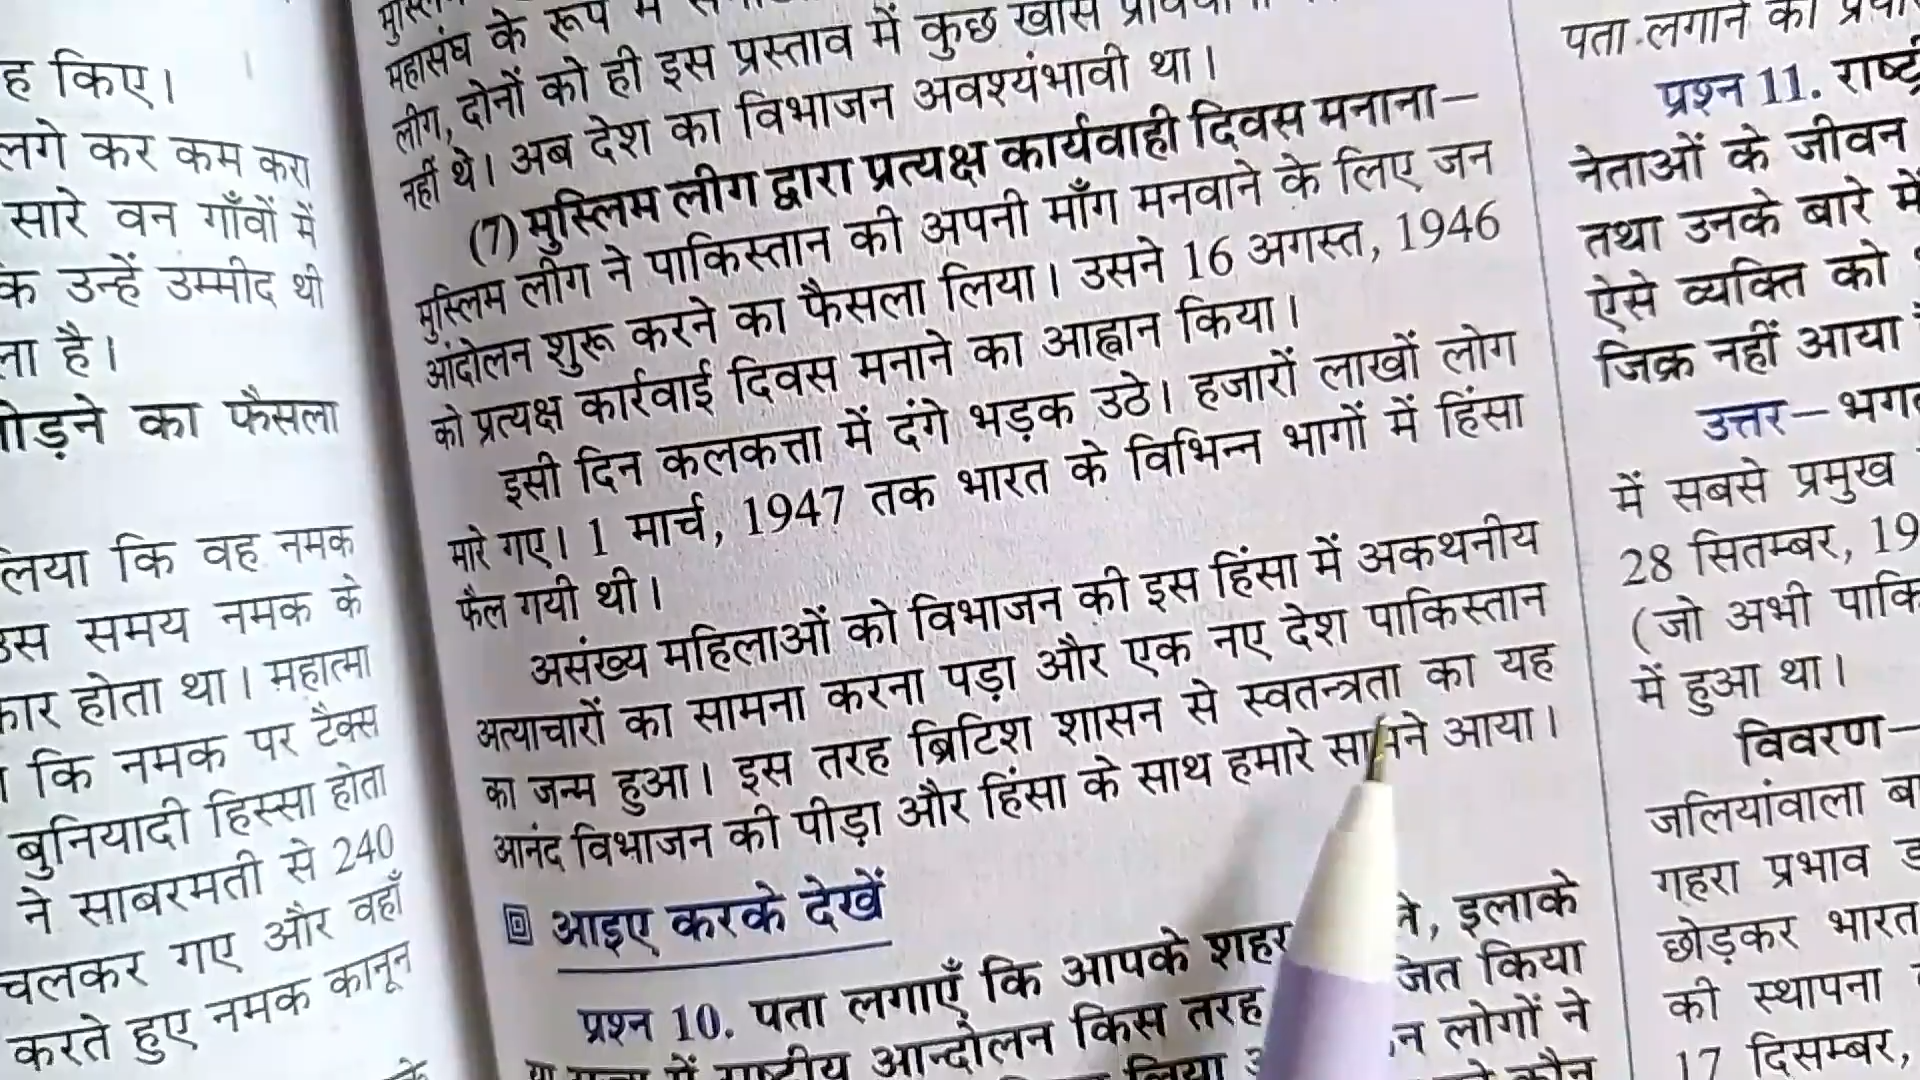 ह किए।
लगे कर कम करा
सारे वन गाँवों में
उन्हें उम्मीद थी
है।
का फैसला
कि वह नमक
समय नमक के
होता था। महात्मा
कि नमक पर टैक्स
बुनियादी हिस्सा होता
ने साबरमती से 240
चलकर गए और वहाँ
करते हुए नमक कानून
महासंघ के रूप में
लीग, दोनों को ही इस प्रस्ताव में कुछ खास
नहीं थे। अब देश का विभाजन अवश्यंभावी था।
(7) मुस्लिम लीग द्वारा प्रत्यक्ष कार्यवाही दिवस मनाना—
मुस्लिम लीग ने पाकिस्तान की अपनी माँग मनवाने के लिए जन
आंदोलन शुरू करने का फैसला लिया। उसने 16 अगस्त, 1946
को प्रत्यक्ष कार्रवाई दिवस मनाने का आह्वान किया।
इसी दिन कलकत्ता में दंगे भड़क उठे। हजारों लाखों लोग
मारे गए। 1 मार्च, 1947 तक भारत के विभिन्न भागों में हिंसा
फैल गयी थी।
असंख्य महिलाओं को विभाजन की इस हिंसा में अकथनीय
अत्याचारों का सामना करना पड़ा और एक नए देश पाकिस्तान
का जन्म हुआ। इस तरह ब्रिटिश शासन से स्वतन्त्रता का यह
आनंद विभाजन की पीड़ा और हिंसा के साथ हमारे सामने आया।
आइए करके देखें
प्रश्न 10. पता लगाएँ कि आपके शहर इलाके
में राष्ट्रीय आन्दोलन किस तरह किया
लिया लोगों ने
कौन
पता लगाने का
प्रश्न 11.
नेताओं के जीवन
तथा उनके बारे में
ऐसे व्यक्ति को
जिक्र नहीं आया
उत्तर—
में सबसे प्रमुख
28 सितम्बर, 19
(जो अभी
में हुआ था।
विवरण—
जलियांवाला
गहरा प्रभाव
छोड़कर भारत
की स्थापना
17 दिसम्बर,